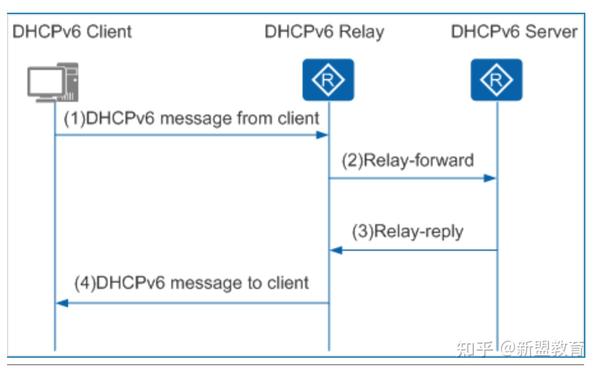 DHCPv6 Client DHCPv6 Relay DHCPv6 Server
R R
(1)DHCPv6 message from client
(2)Relay-forward
(3)Relay-reply
(4)DHCPv6 message to client
知乎 @新盟教育